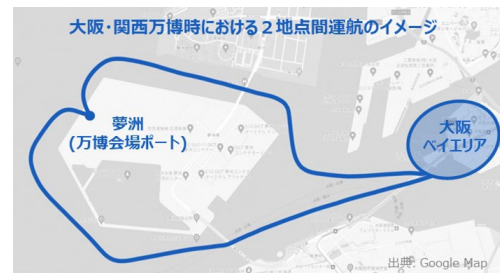 大阪・関西万博時における２地点間運航のイメージ
夢洲
(万博会場ポート)
大阪
ベイエリア
出典: Google Map